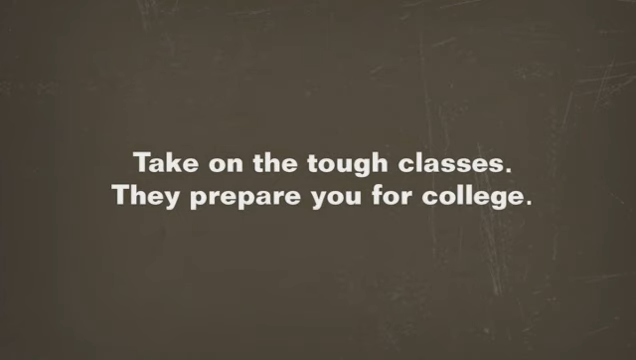 Take on the tough classes.
They prepare you for college.